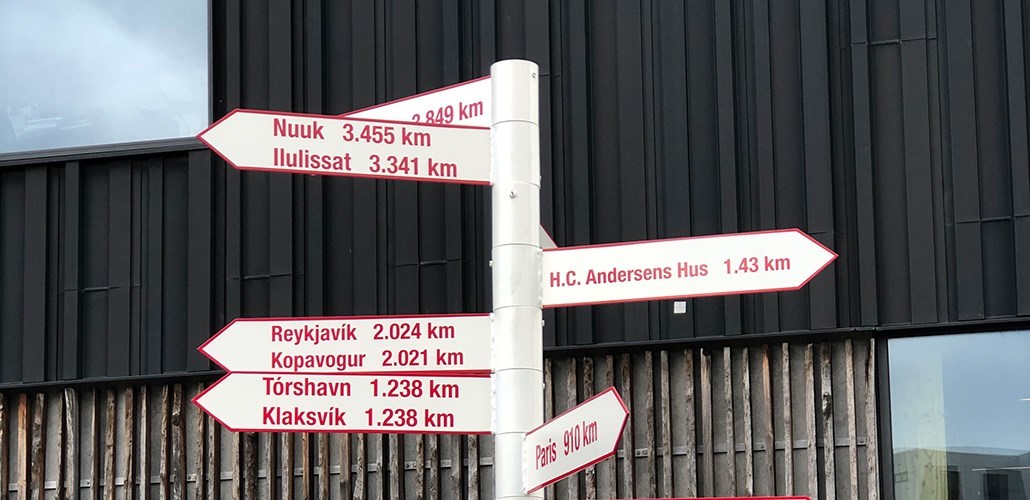 849 km
Nuuk 3.455 km
Ilulissat 3.341 km
H.C. Andersens Hus 1.43 km
Reykjavík 2.024 km
Kopavogur 2.021 km
Tórshavn 1.238 km
Klaksvík 1.238 km
Paris 910 km